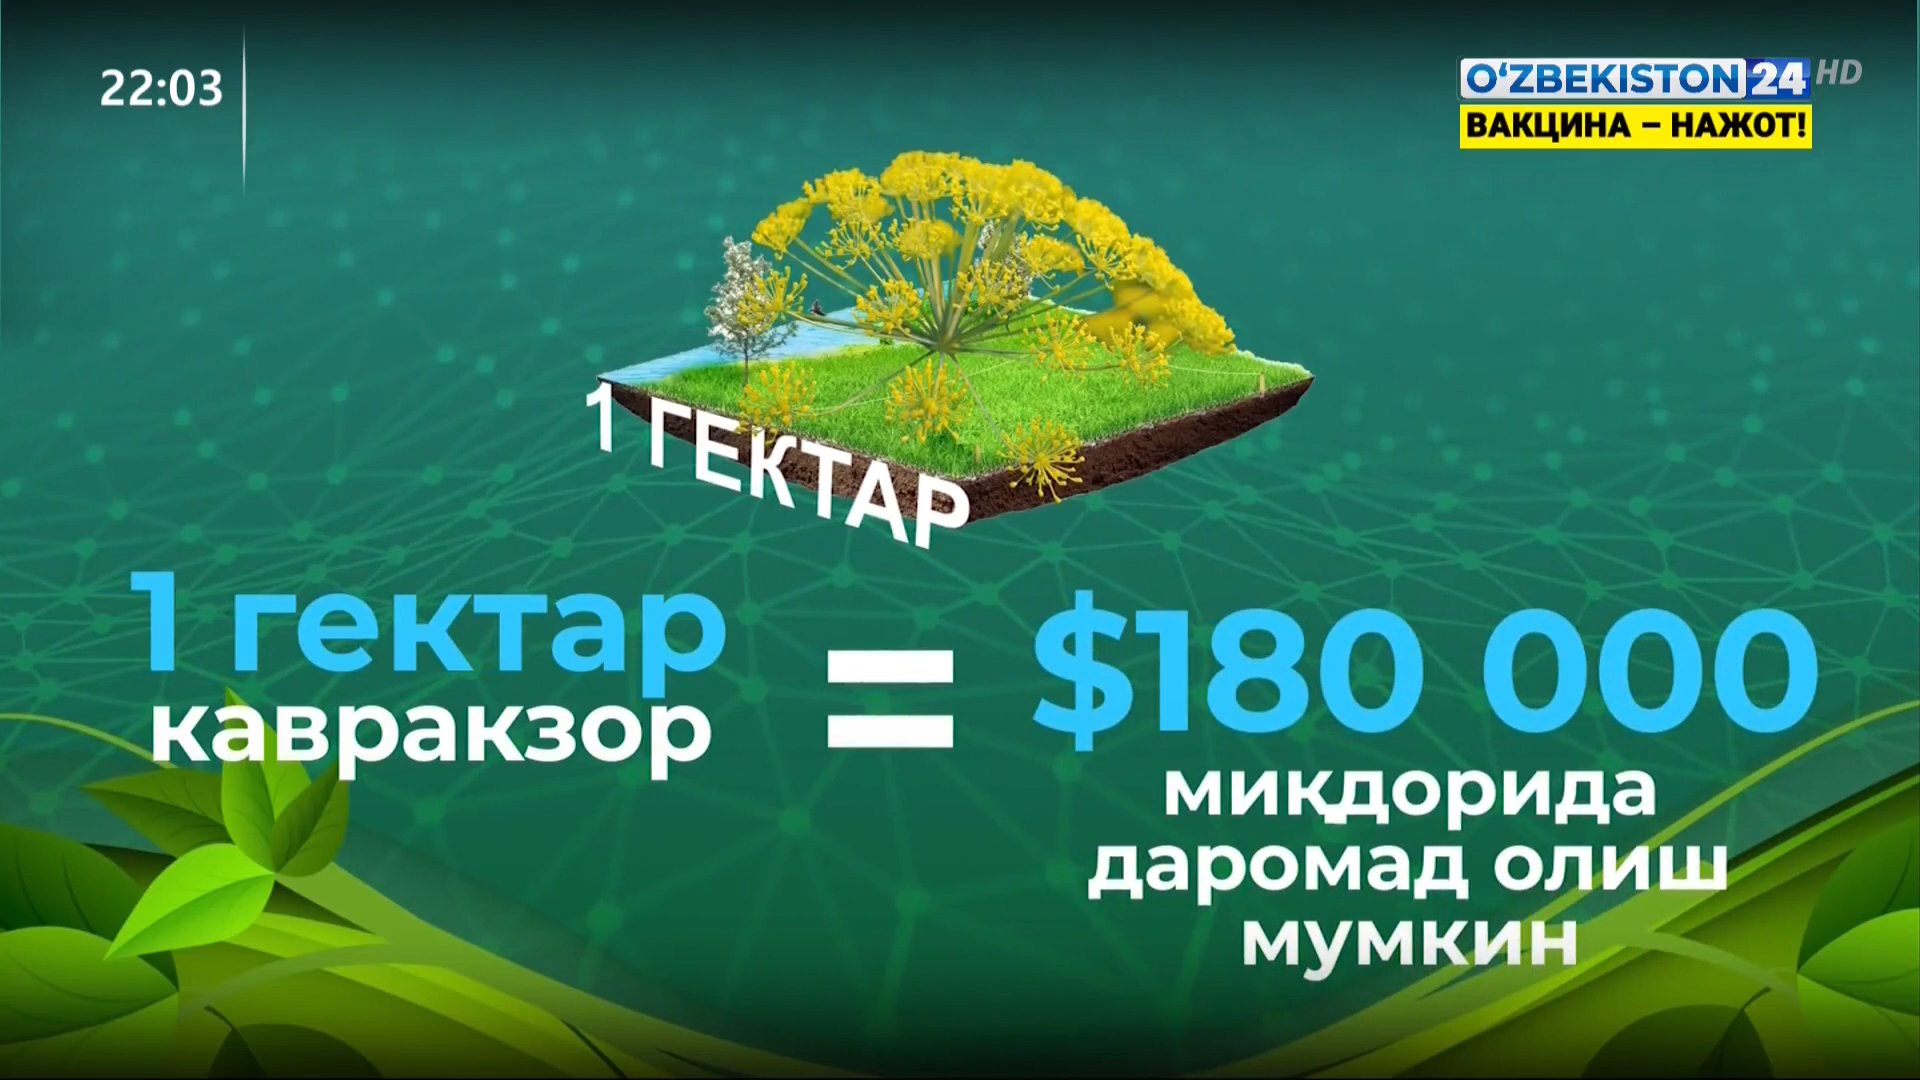 22:03
O‘ZBEKISTON 24 HD
ВАКЦИНА – НАЖОТ!
1 ГЕКТАР
1 гектар
кавракзор
=
$180 000
миқдорида
даромад олиш
мумкин